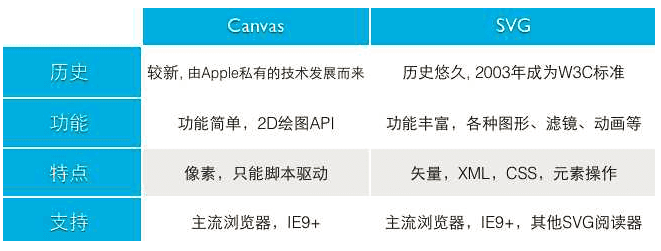 Canvas SVG
历史 较新, 由Apple私有的技术发展而来 历史悠久, 2003年成为W3C标准
功能 功能简单，2D绘图API 功能丰富，各种图形、滤镜、动画等
特点 像素，只能脚本驱动 矢量，XML，CSS，元素操作
支持 主流浏览器，IE9+ 主流浏览器，IE9+，其他SVG阅读器